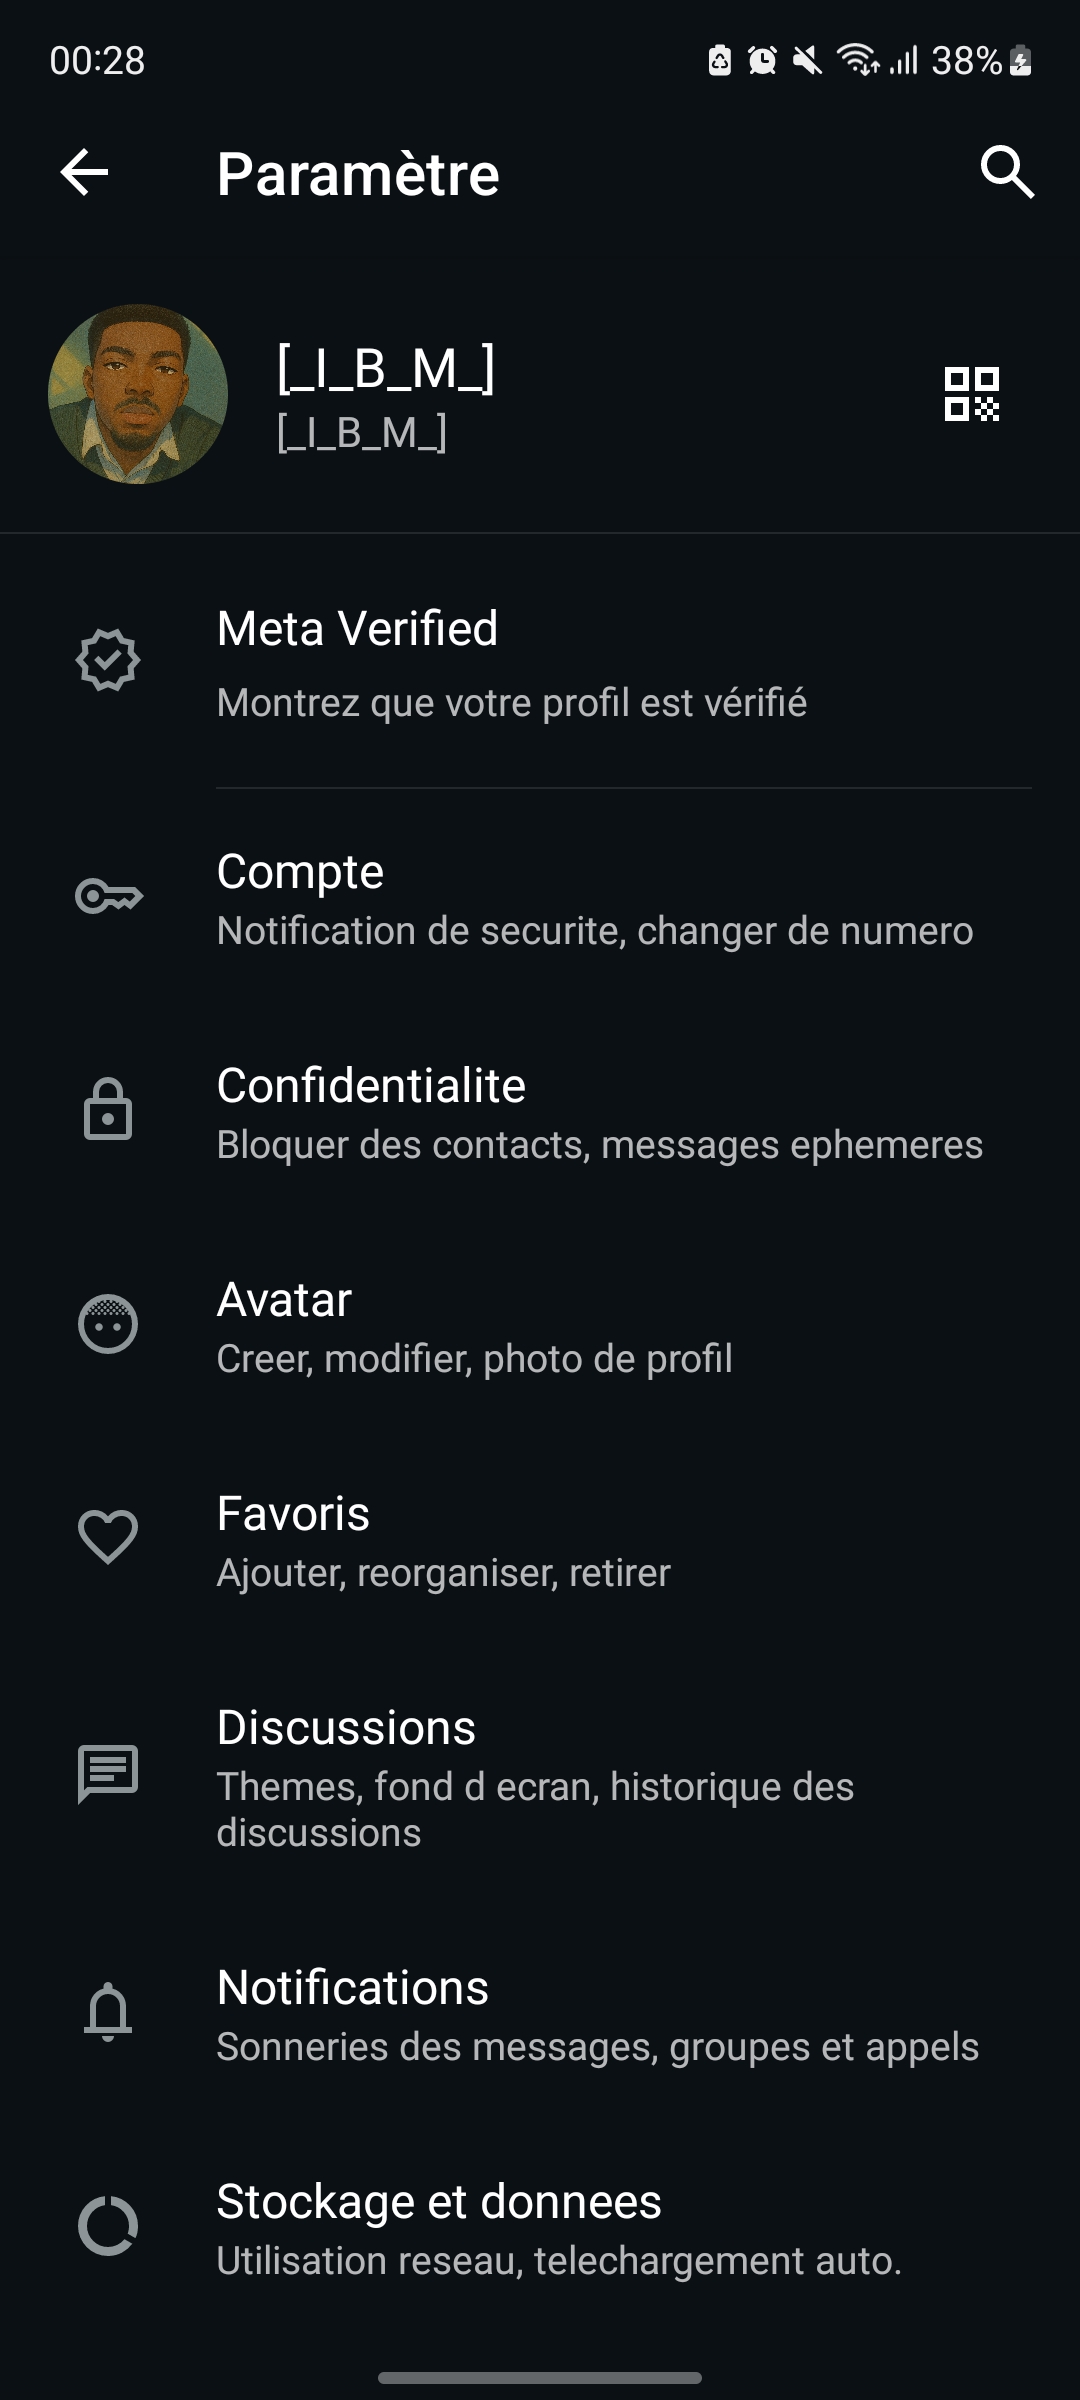 00:28
38%
Paramètre
[_I_B_M_]
[_I_B_M_]
Meta Verified
Montrez que votre profil est vérifié
Compte
Notification de securite, changer de numero
Confidentialite
Bloquer des contacts, messages ephemeres
Avatar
Creer, modifier, photo de profil
Favoris
Ajouter, reorganiser, retirer
Discussions
Themes, fond d ecran, historique des
discussions
Notifications
Sonneries des messages, groupes et appels
Stockage et donnees
Utilisation reseau, telechargement auto.